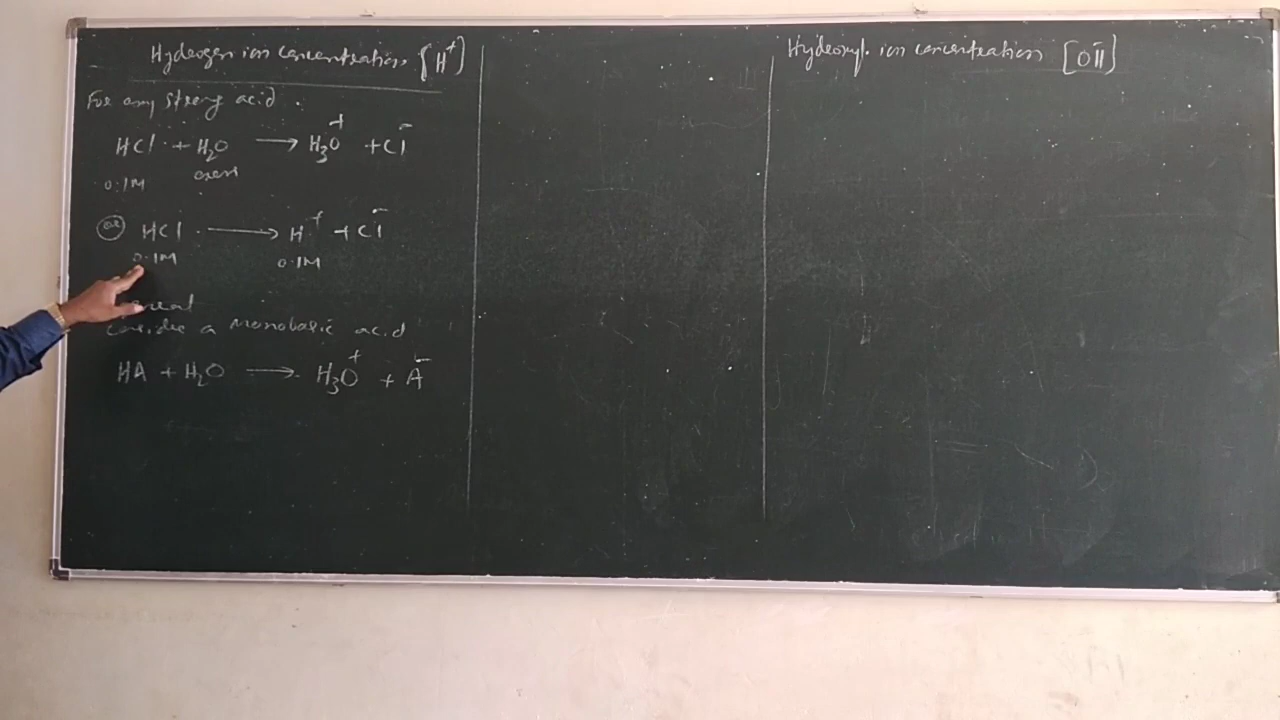 Hydrogen ion concentration [H⁺]
For any strong acid.
HCl + H₂O → H₃O⁺ + Cl⁻
0.1M
(or) HCl → H⁺ + Cl⁻
0.1M 0.1M
Consider a monobasic acid
HA + H₂O → H₃O⁺ + A⁻
Hydroxyl ion concentration [OH⁻]